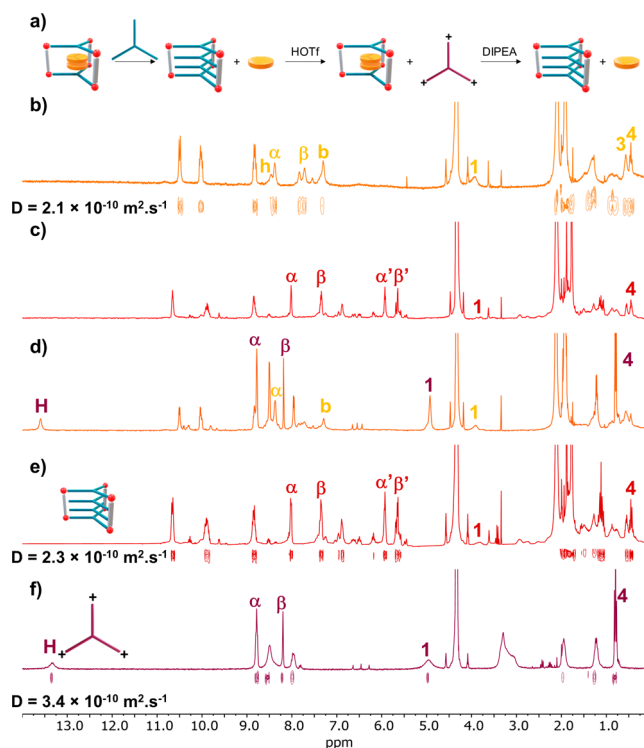 a)
+ HOTf + DIPEA +
+
+ +
b)
h α β b 1 3 4
D = 2.1 × 10⁻¹⁰ m².s⁻¹
c)
α β α’ β’ 1 4
d)
H α α β b 1 1 4
e)
α β α’ β’ 1 4
D = 2.3 × 10⁻¹⁰ m².s⁻¹
f)
+
+ +
H α β 1 4
D = 3.4 × 10⁻¹⁰ m².s⁻¹
13.0 12.0 11.0 10.0 9.0 8.0 7.0 6.0 5.0 4.0 3.0 2.0 1.0
ppm